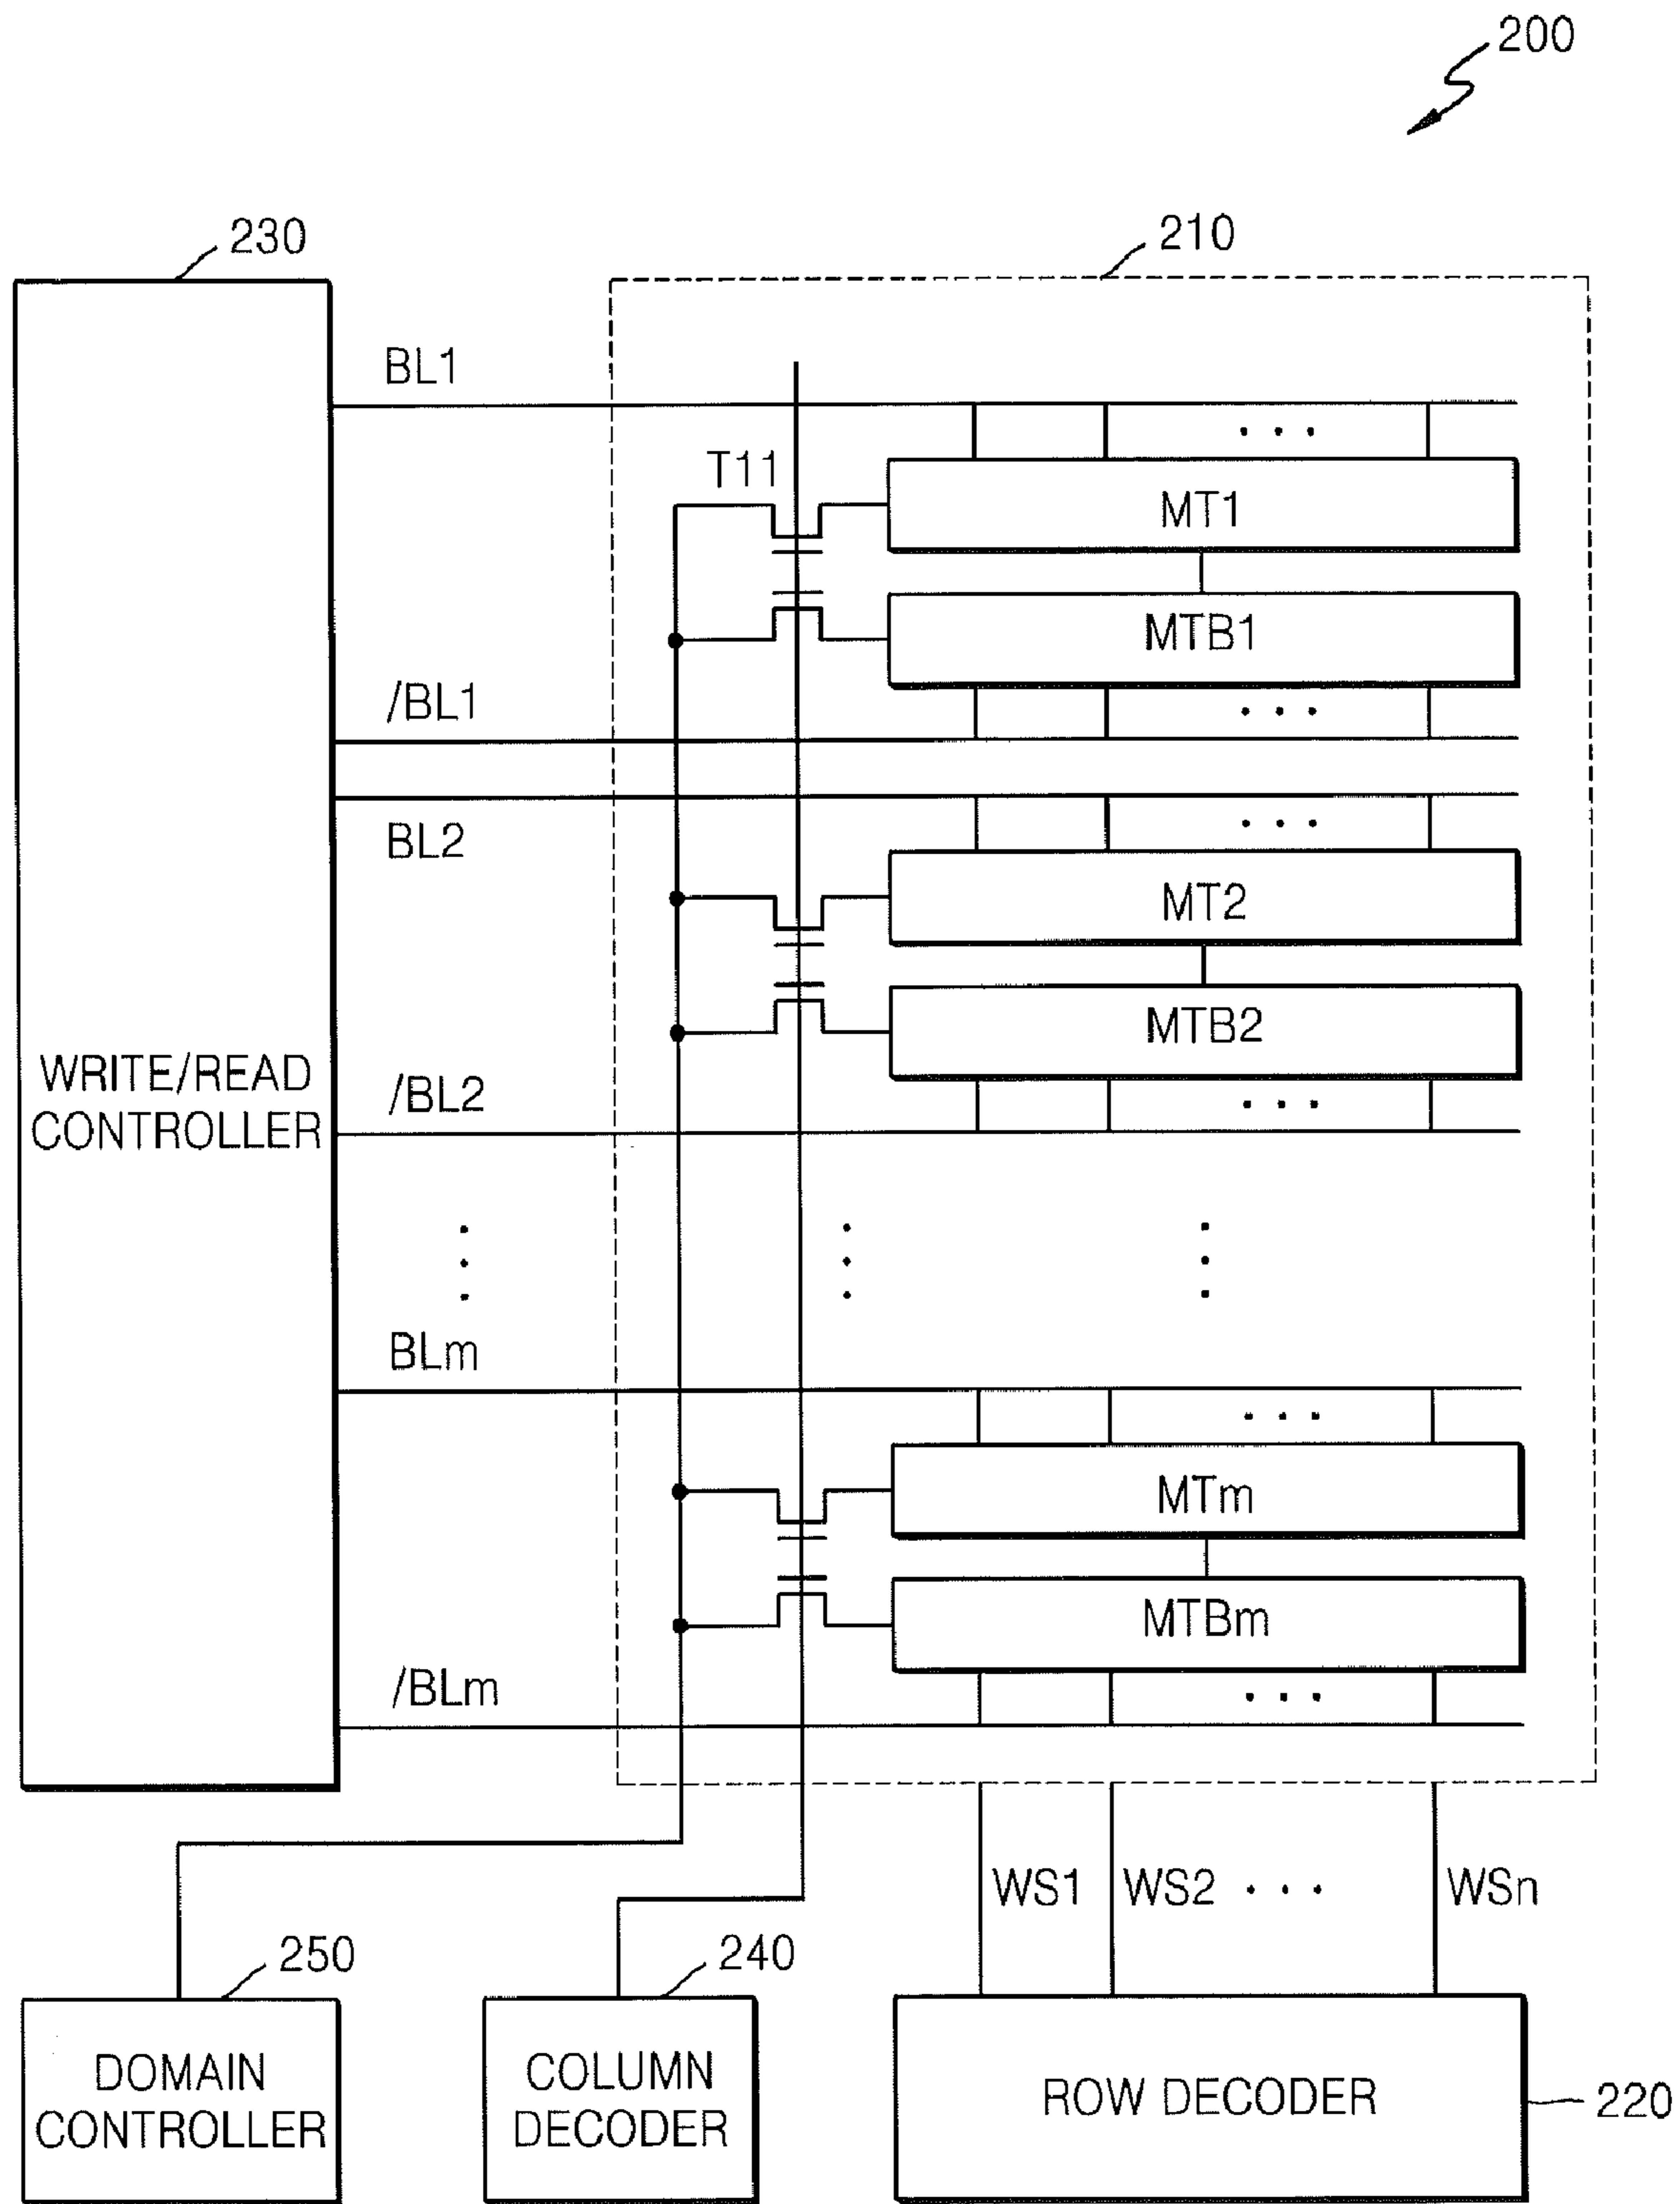 200
230
210
BL1
T11
MT1
MTB1
/BL1
BL2
MT2
MTB2
WRITE/READ
CONTROLLER
/BL2
BLm
MTm
MTBm
/BLm
WS1 WS2 ... WSn
250
240
DOMAIN
CONTROLLER
COLUMN
DECODER
ROW DECODER
220